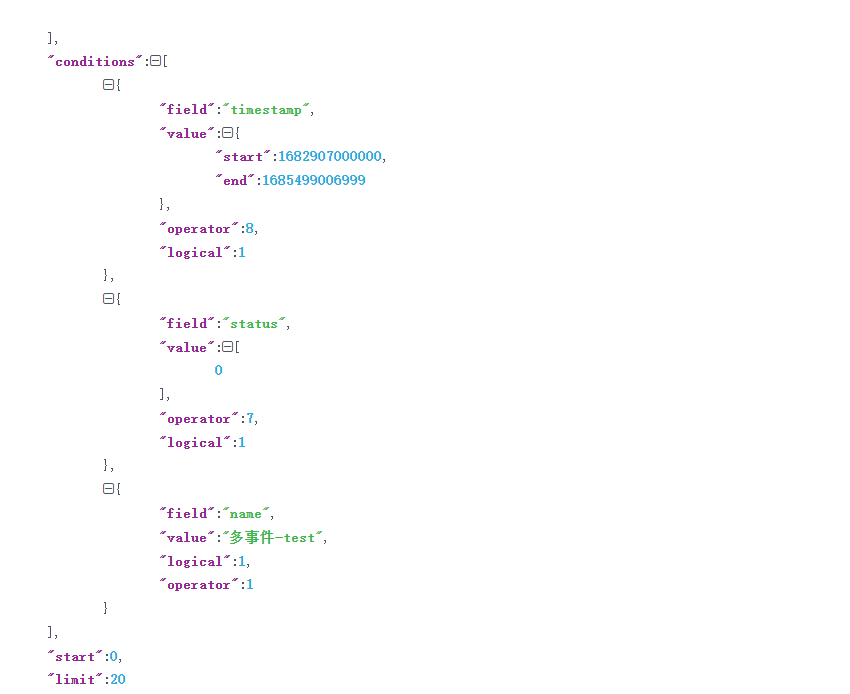 ],
"conditions":[
{
"field":"timestamp",
"value":{
"start":1682907000000,
"end":1685499006999
},
"operator":8,
"logical":1
},
{
"field":"status",
"value":[
0
],
"operator":7,
"logical":1
},
{
"field":"name",
"value":"多事件-test",
"logical":1,
"operator":1
}
],
"start":0,
"limit":20